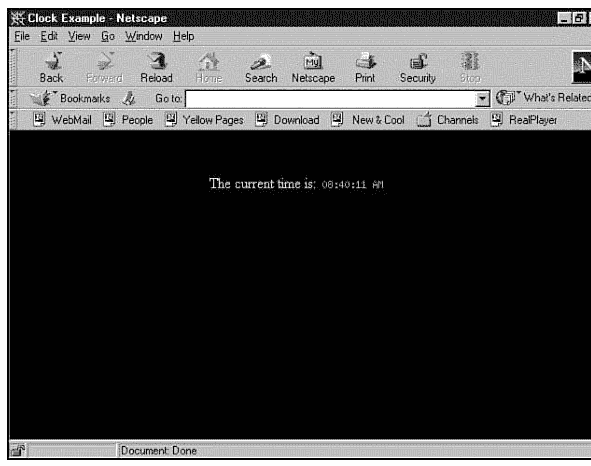 Clock Example - Netscape
File Edit View Go Window Help
Back Forward Reload Home Search Netscape Print Security Stop
Bookmarks Go to: What's Related
WebMail People Yellow Pages Download New & Cool Channels RealPlayer
The current time is: 08:40:11 AM
Document: Done